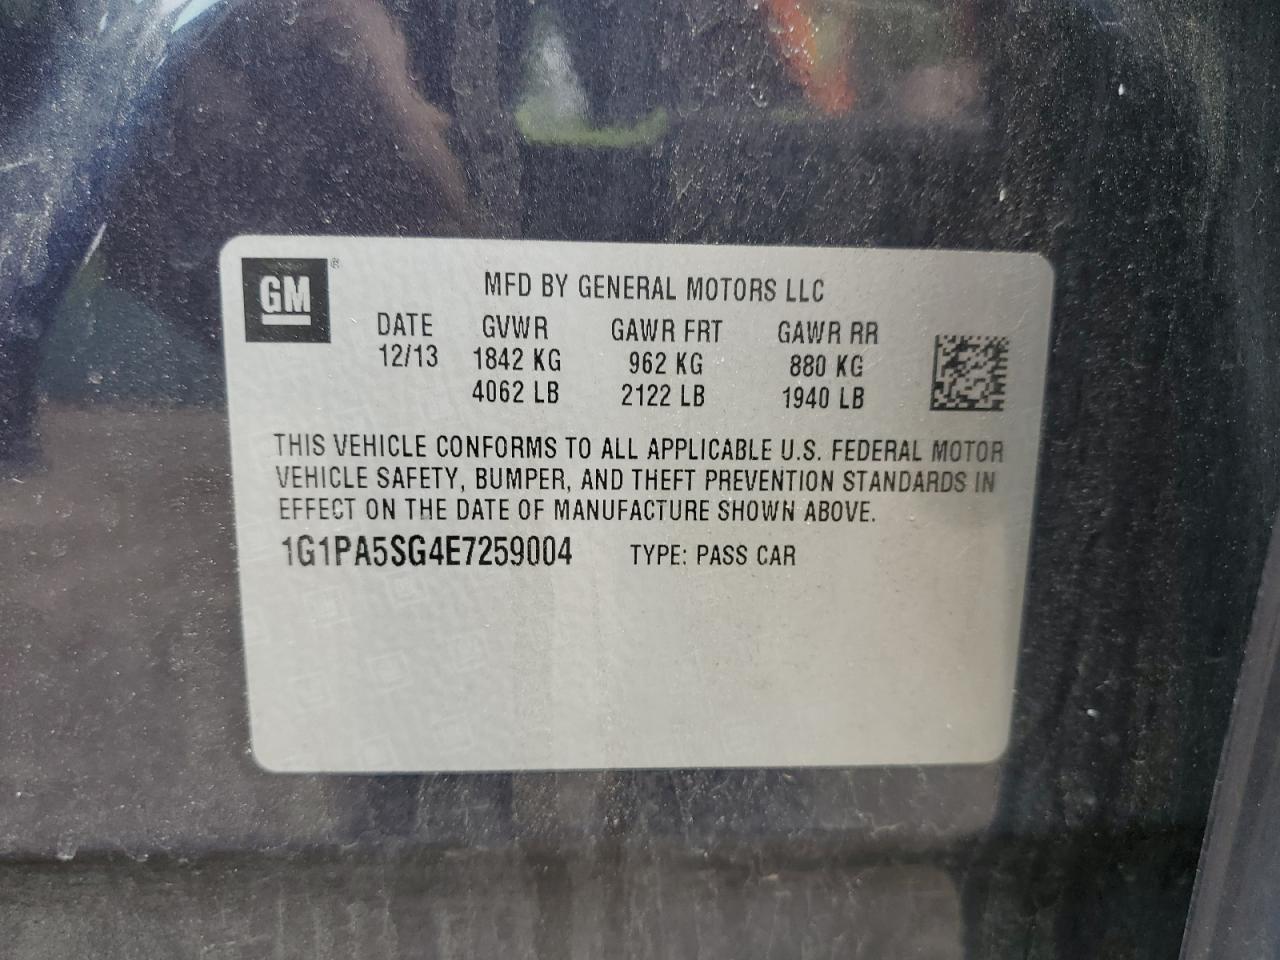 GM ®
MFD BY GENERAL MOTORS LLC
DATE GVWR GAWR FRT GAWR RR
12/13 1842 KG 962 KG 880 KG
4062 LB 2122 LB 1940 LB
THIS VEHICLE CONFORMS TO ALL APPLICABLE U.S. FEDERAL MOTOR
VEHICLE SAFETY, BUMPER, AND THEFT PREVENTION STANDARDS IN
EFFECT ON THE DATE OF MANUFACTURE SHOWN ABOVE.
1G1PA5SG4E7259004 TYPE: PASS CAR